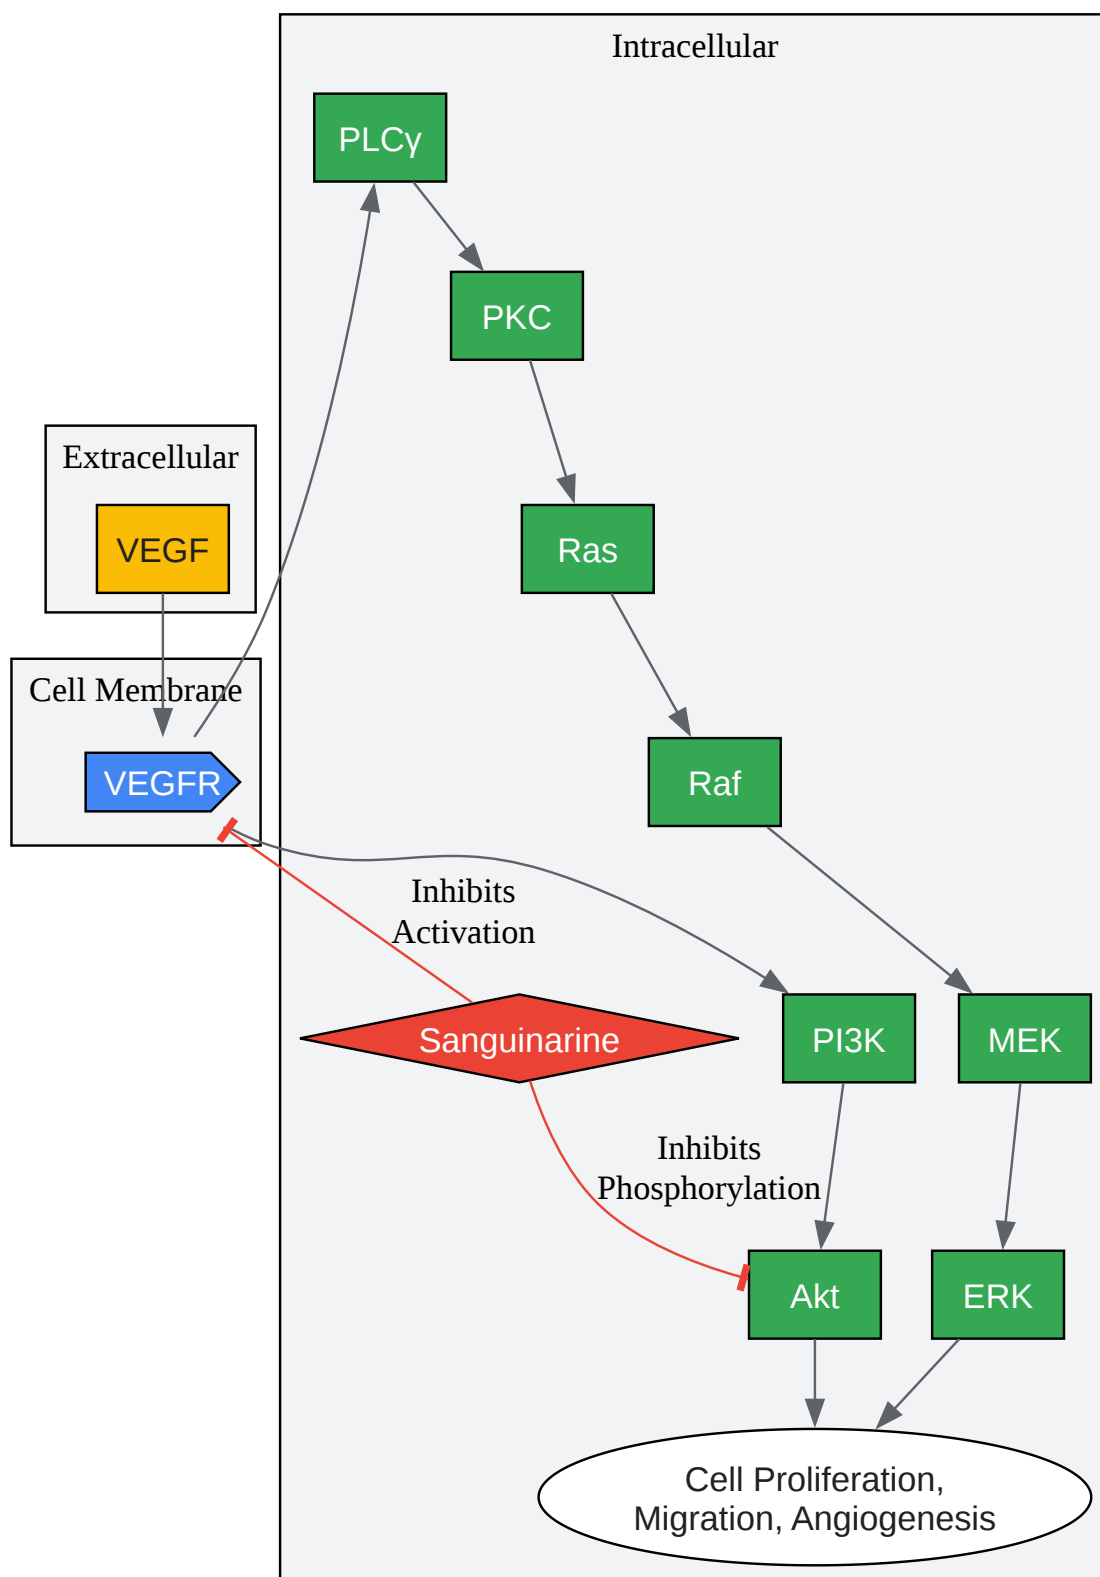 Intracellular
PLCγ
PKC
Extracellular
VEGF
Ras
Cell Membrane
VEGFR
Raf
Inhibits
Activation
Sanguinarine
PI3K
MEK
Inhibits
Phosphorylation
Akt
ERK
Cell Proliferation,
Migration, Angiogenesis